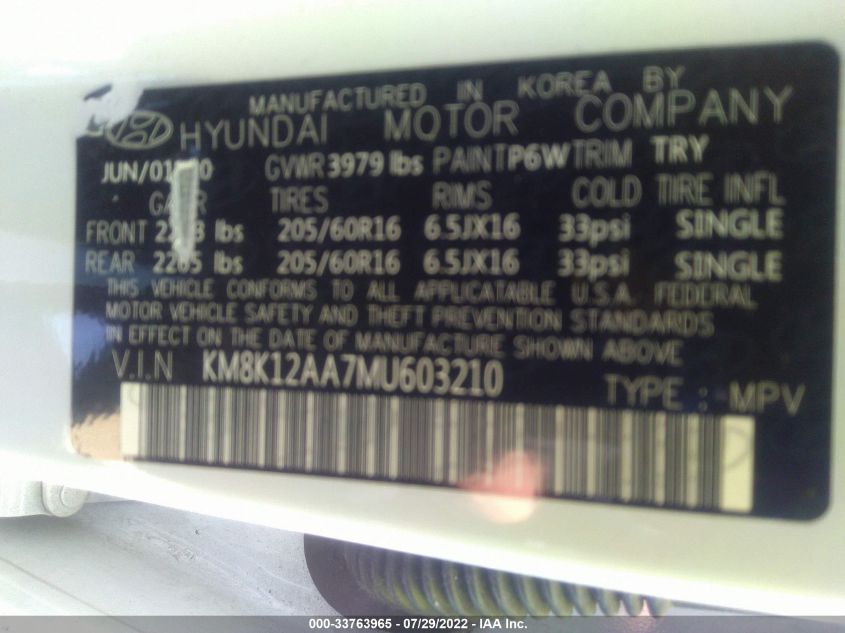 MANUFACTURED IN KOREA BY
HYUNDAI MOTOR COMPANY
GVWR 3979 lbs PAINT P6W TRIM TRY
TIRES RIMS COLD TIRE INFL
FRONT lbs 205/60R16 6.5JX16 33psi SINGLE
REAR lbs 205/60R16 6.5JX16 33psi SINGLE
THIS VEHICLE CONFORMS TO ALL APPLICATABLE U.S.A. FEDERAL
MOTOR VEHICLE SAFETY AND THEFT PREVENTION STANDARDS
IN EFFECT ON THE DATE OF MANUFACTURE SHOWN ABOVE
V.I.N KM8K12AA7MU603210
TYPE : MPV
000-33763965 - 07/29/2022 - IAA Inc.